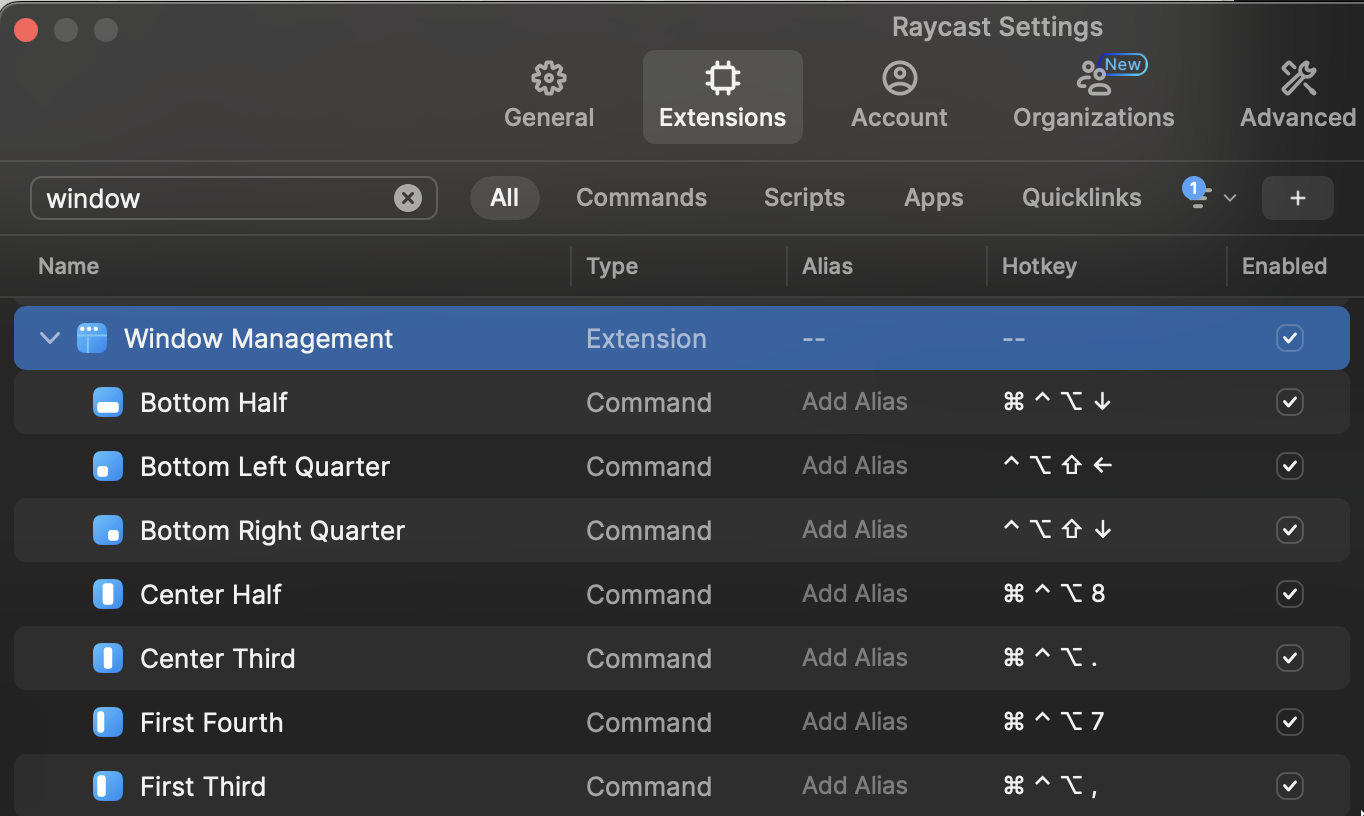 Raycast Settings
General Extensions Account Organizations New Advanced
window All Commands Scripts Apps Quicklinks 1 +
Name Type Alias Hotkey Enabled
Window Management Extension -- --
Bottom Half Command Add Alias ⌘ ^ ⌥ ↓
Bottom Left Quarter Command Add Alias ^ ⌥ ⇧ ←
Bottom Right Quarter Command Add Alias ^ ⌥ ⇧ ↓
Center Half Command Add Alias ⌘ ^ ⌥ 8
Center Third Command Add Alias ⌘ ^ ⌥ .
First Fourth Command Add Alias ⌘ ^ ⌥ 7
First Third Command Add Alias ⌘ ^ ⌥ ,